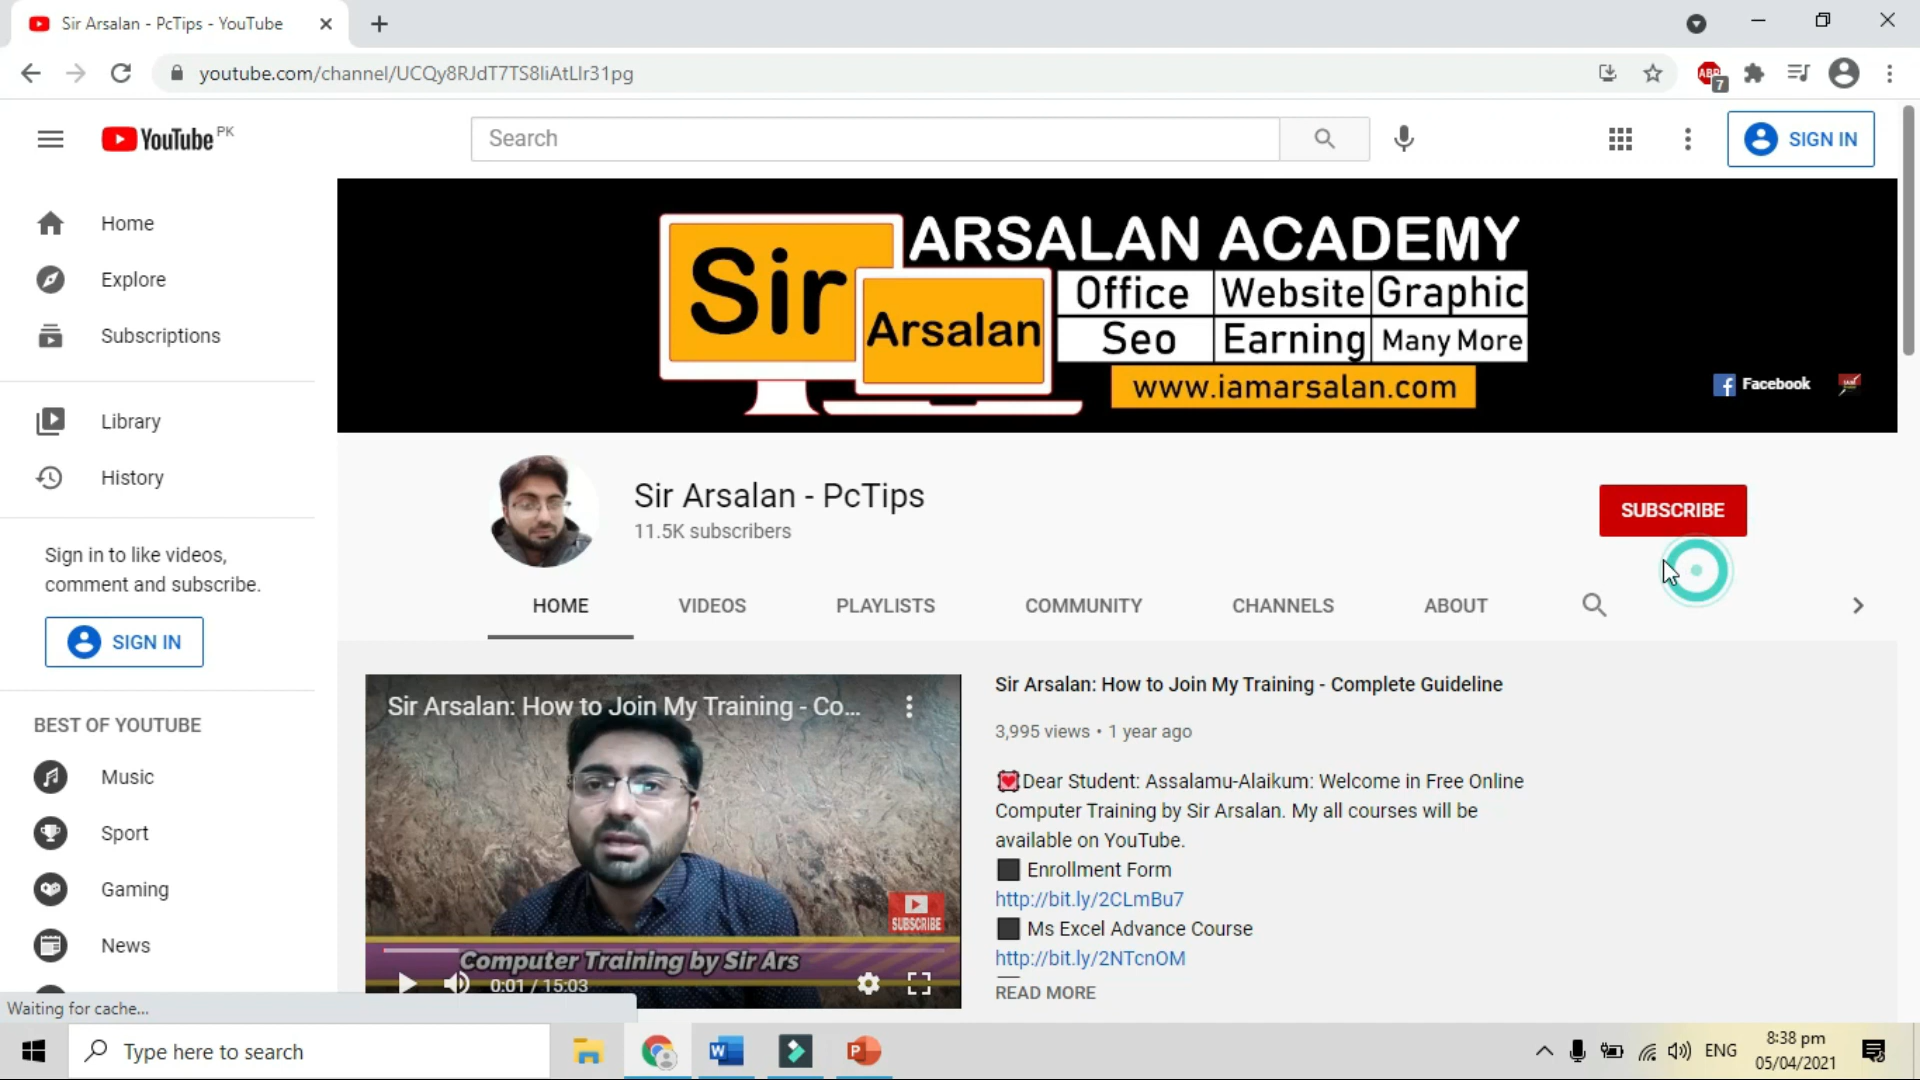 Sir Arsalan - PcTips - YouTube
youtube.com/channel/UCQy8RJdT7TS8IiAtLIr31pg
ABP
7
YouTube PK
Search
SIGN IN
Home
Explore
Subscriptions
Library
History
Sign in to like videos,
comment and subscribe.
SIGN IN
BEST OF YOUTUBE
Music
Sport
Gaming
News
Sir
Arsalan
ARSALAN ACADEMY
Office Website Graphic
Seo Earning Many More
www.iamarsalan.com
Facebook
Sir Arsalan - PcTips
11.5K subscribers
SUBSCRIBE
HOME VIDEOS PLAYLISTS COMMUNITY CHANNELS ABOUT
Sir Arsalan: How to Join My Training - Co...
SUBSCRIBE
Computer Training by Sir Ars
0:01 / 15:03
Sir Arsalan: How to Join My Training - Complete Guideline
3,995 views • 1 year ago
💓Dear Student: Assalamu-Alaikum: Welcome in Free Online
Computer Training by Sir Arsalan. My all courses will be
available on YouTube.
⬛ Enrollment Form
http://bit.ly/2CLmBu7
⬛ Ms Excel Advance Course
http://bit.ly/2NTcnOM
READ MORE
Waiting for cache...
Type here to search
ENG
8:38 pm
05/04/2021